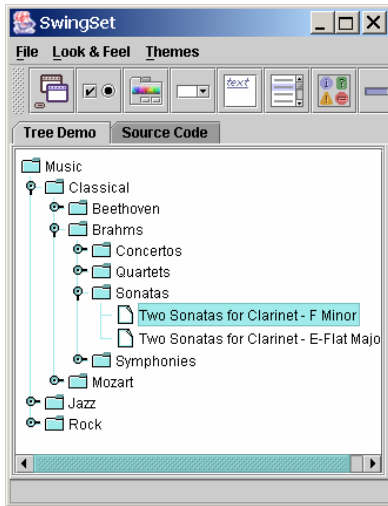 SwingSet
File Look & Feel Themes
text
Tree Demo Source Code
Music
Classical
Beethoven
Brahms
Concertos
Quartets
Sonatas
Two Sonatas for Clarinet - F Minor
Two Sonatas for Clarinet - E-Flat Majo
Symphonies
Mozart
Jazz
Rock